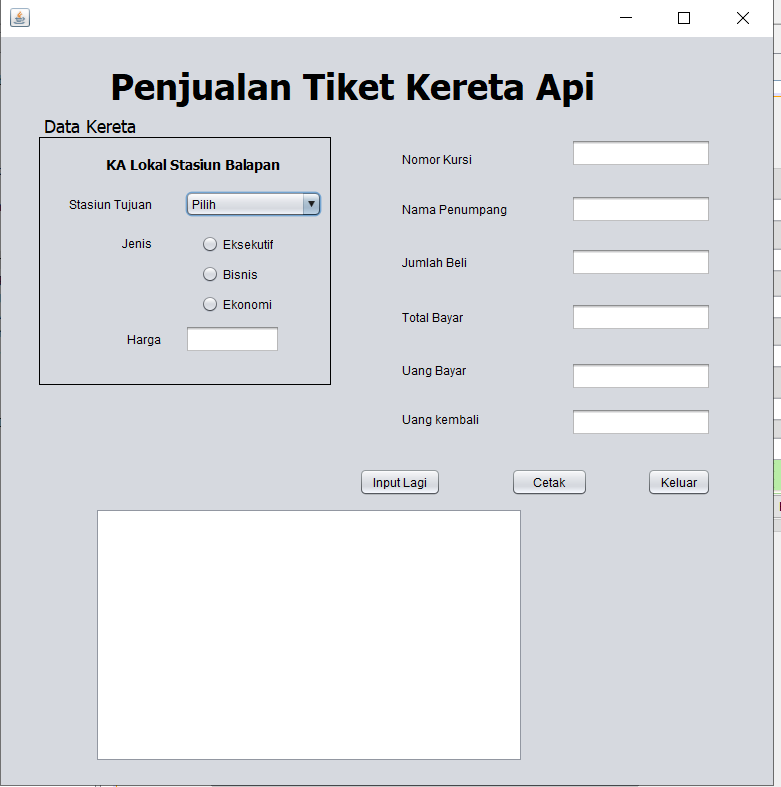 Penjualan Tiket Kereta Api
Data Kereta
KA Lokal Stasiun Balapan
Stasiun Tujuan
Pilih
Jenis
Eksekutif
Bisnis
Ekonomi
Harga
Nomor Kursi
Nama Penumpang
Jumlah Beli
Total Bayar
Uang Bayar
Uang kembali
Input Lagi
Cetak
Keluar